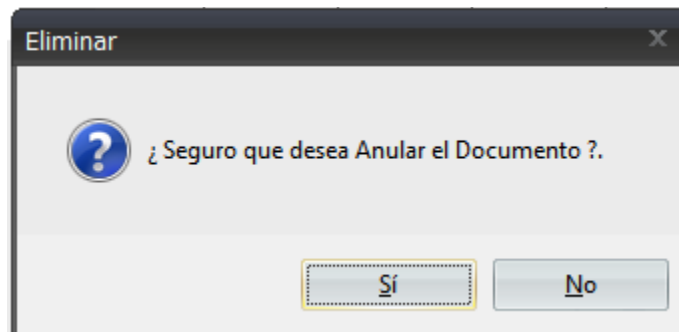 Eliminar
¿ Seguro que desea Anular el Documento ?.
Sí
No